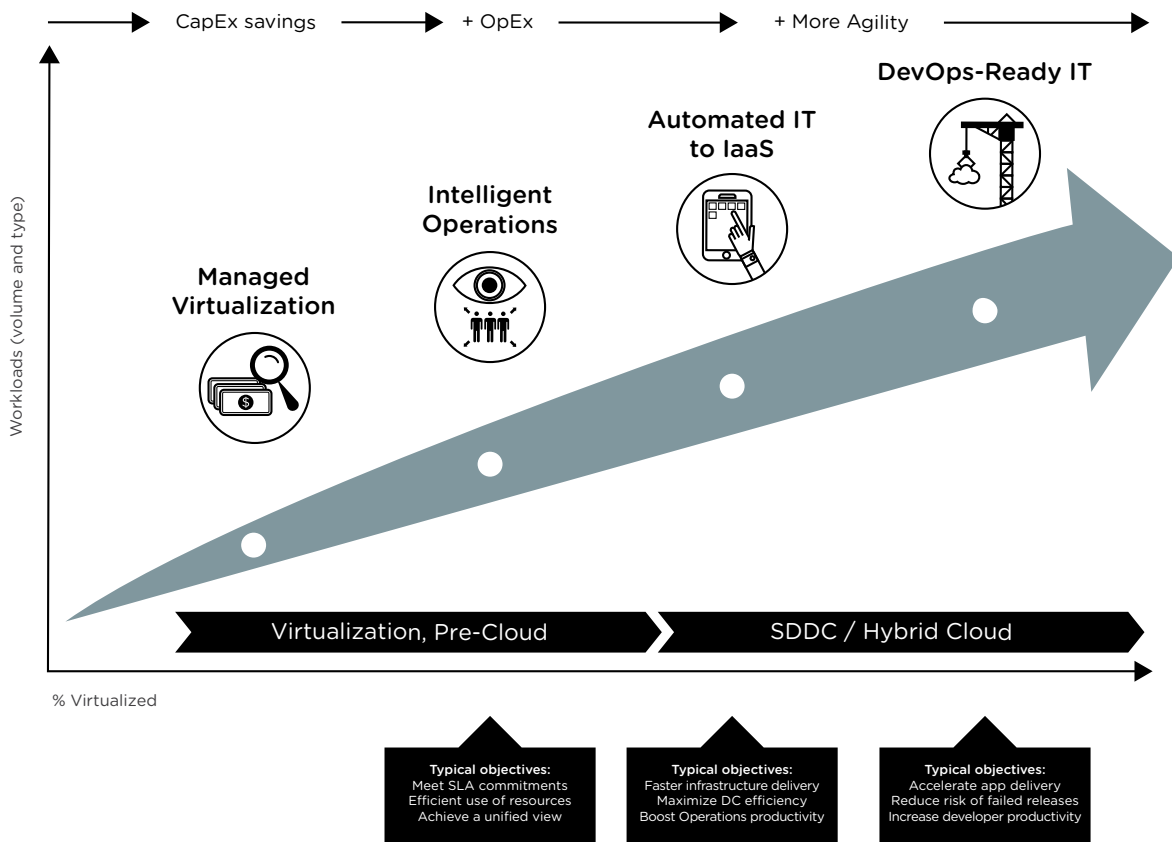 CapEx savings
+ OpEx
+ More Agility
DevOps-Ready IT
Automated IT
to IaaS
Intelligent
Operations
Managed
Virtualization
$
Workloads (volume and type)
Virtualization, Pre-Cloud
SDDC / Hybrid Cloud
% Virtualized
Typical objectives:
Meet SLA commitments
Efficient use of resources
Achieve a unified view
Typical objectives:
Faster infrastructure delivery
Maximize DC efficiency
Boost Operations productivity
Typical objectives:
Accelerate app delivery
Reduce risk of failed releases
Increase developer productivity